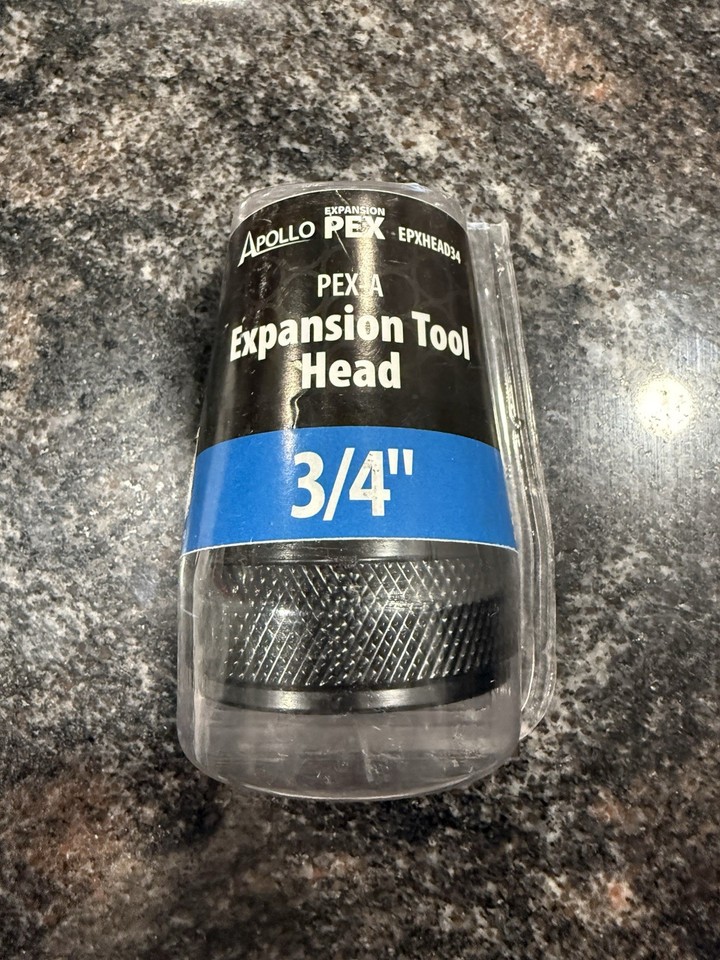 APOLLO EXPANSION PEX EPXHEAD34
PEX-A
Expansion Tool
Head
3/4"